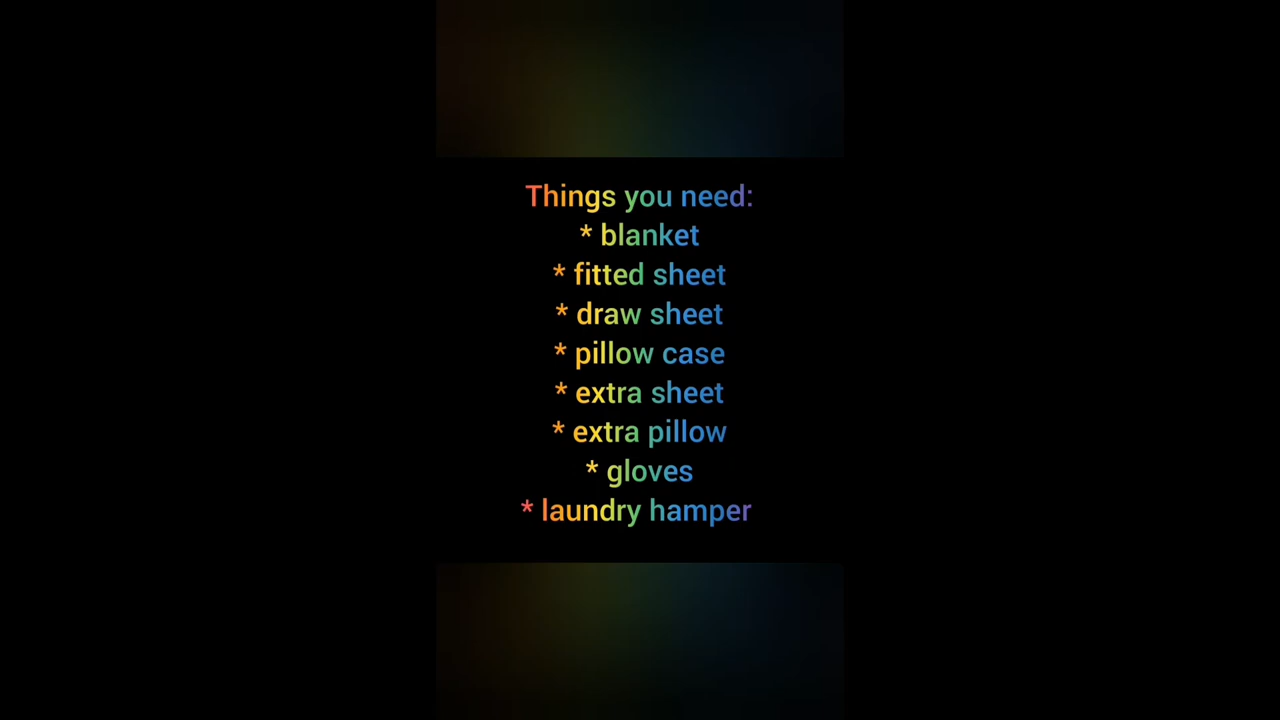 Things you need:
* blanket
* fitted sheet
* draw sheet
* pillow case
* extra sheet
* extra pillow
* gloves
* laundry hamper